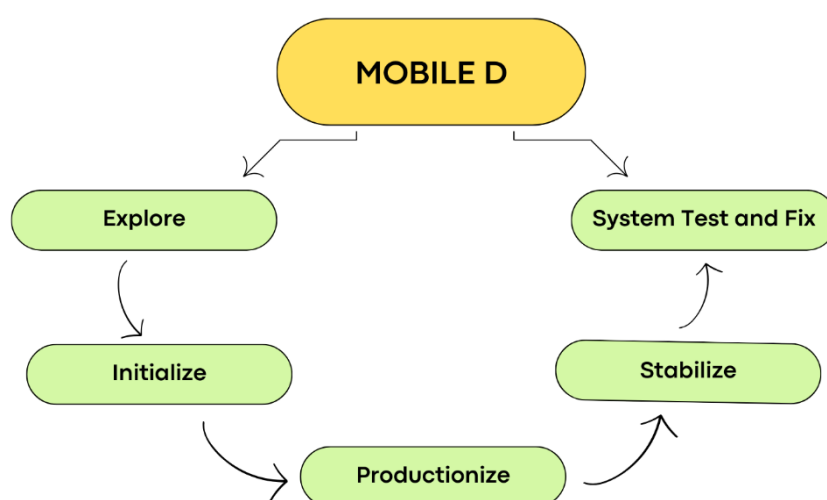 MOBILE D
Explore
System Test and Fix
Initialize
Stabilize
Productionize